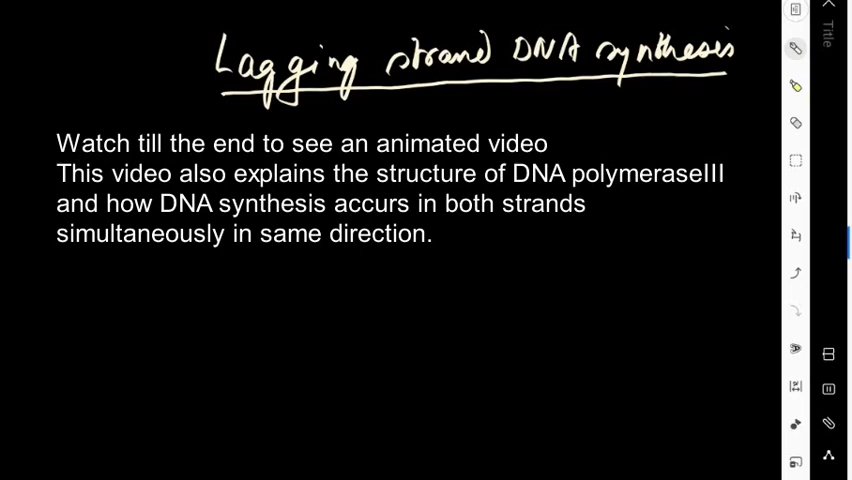 Lagging strand DNA synthesis
Title
Watch till the end to see an animated video
This video also explains the structure of DNA polymeraseIII
and how DNA synthesis accurs in both strands
simultaneously in same direction.